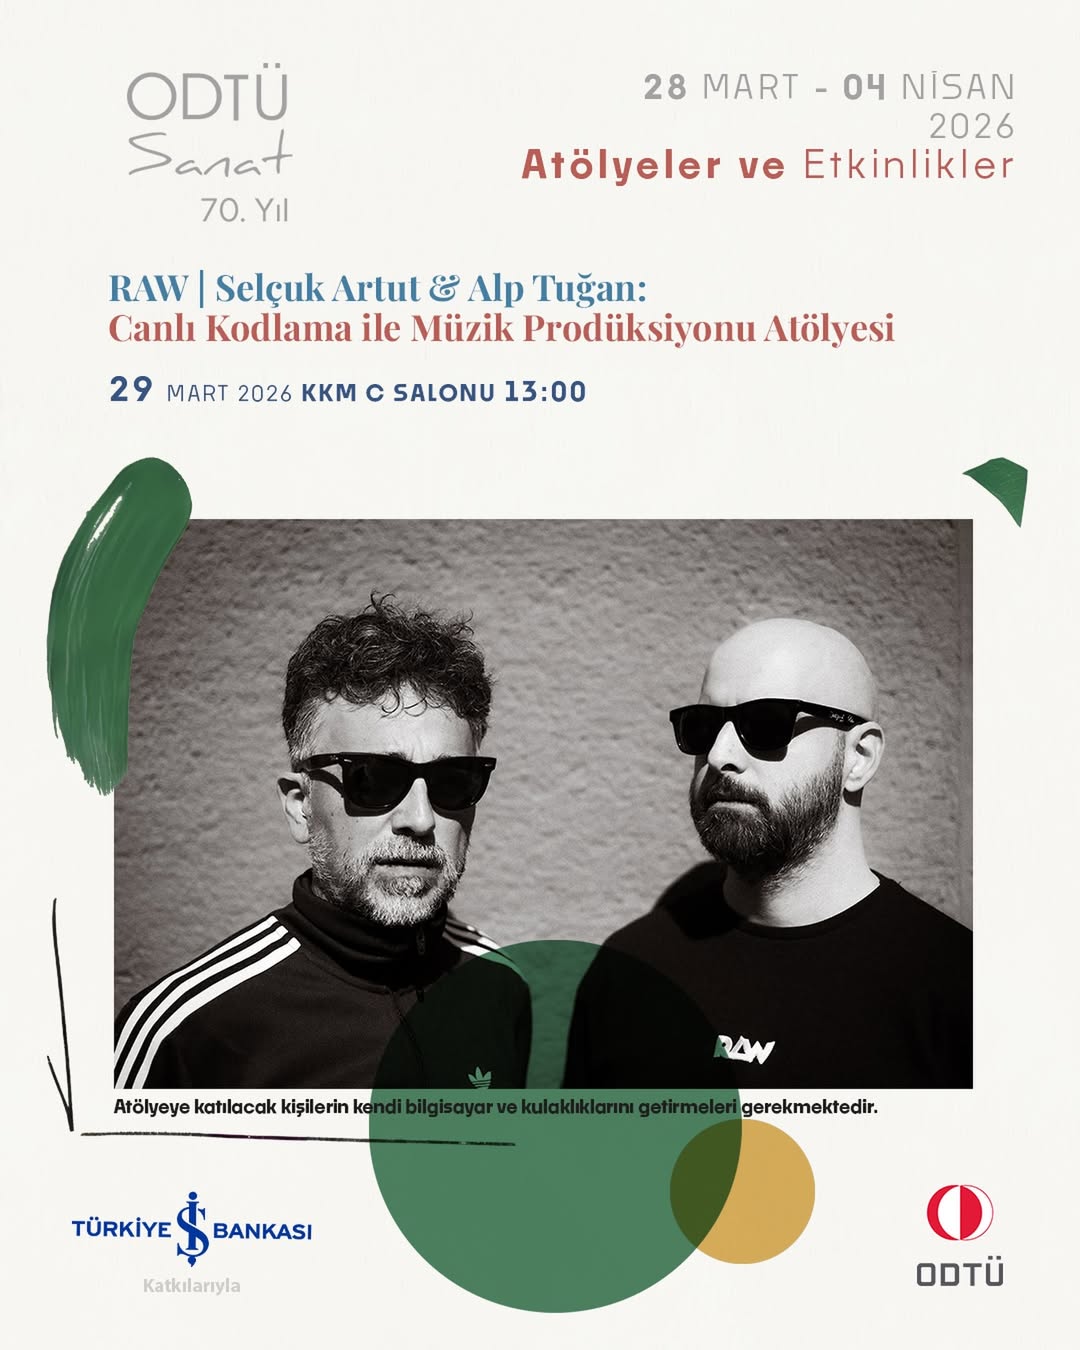 ODTÜ
Sanat
70. Yıl
28 MART - 04 NİSAN
2026
Atölyeler ve Etkinlikler
RAW | Selçuk Artut & Alp Tuğan:
Canlı Kodlama ile Müzik Prodüksiyonu Atölyesi
29 MART 2026 KKM C SALONU 13:00
RAW
Atölyeye katılacak kişilerin kendi bilgisayar ve kulaklıklarını getirmeleri gerekmektedir.
TÜRKİYE İŞ BANKASI
Katkılarıyla
ODTÜ